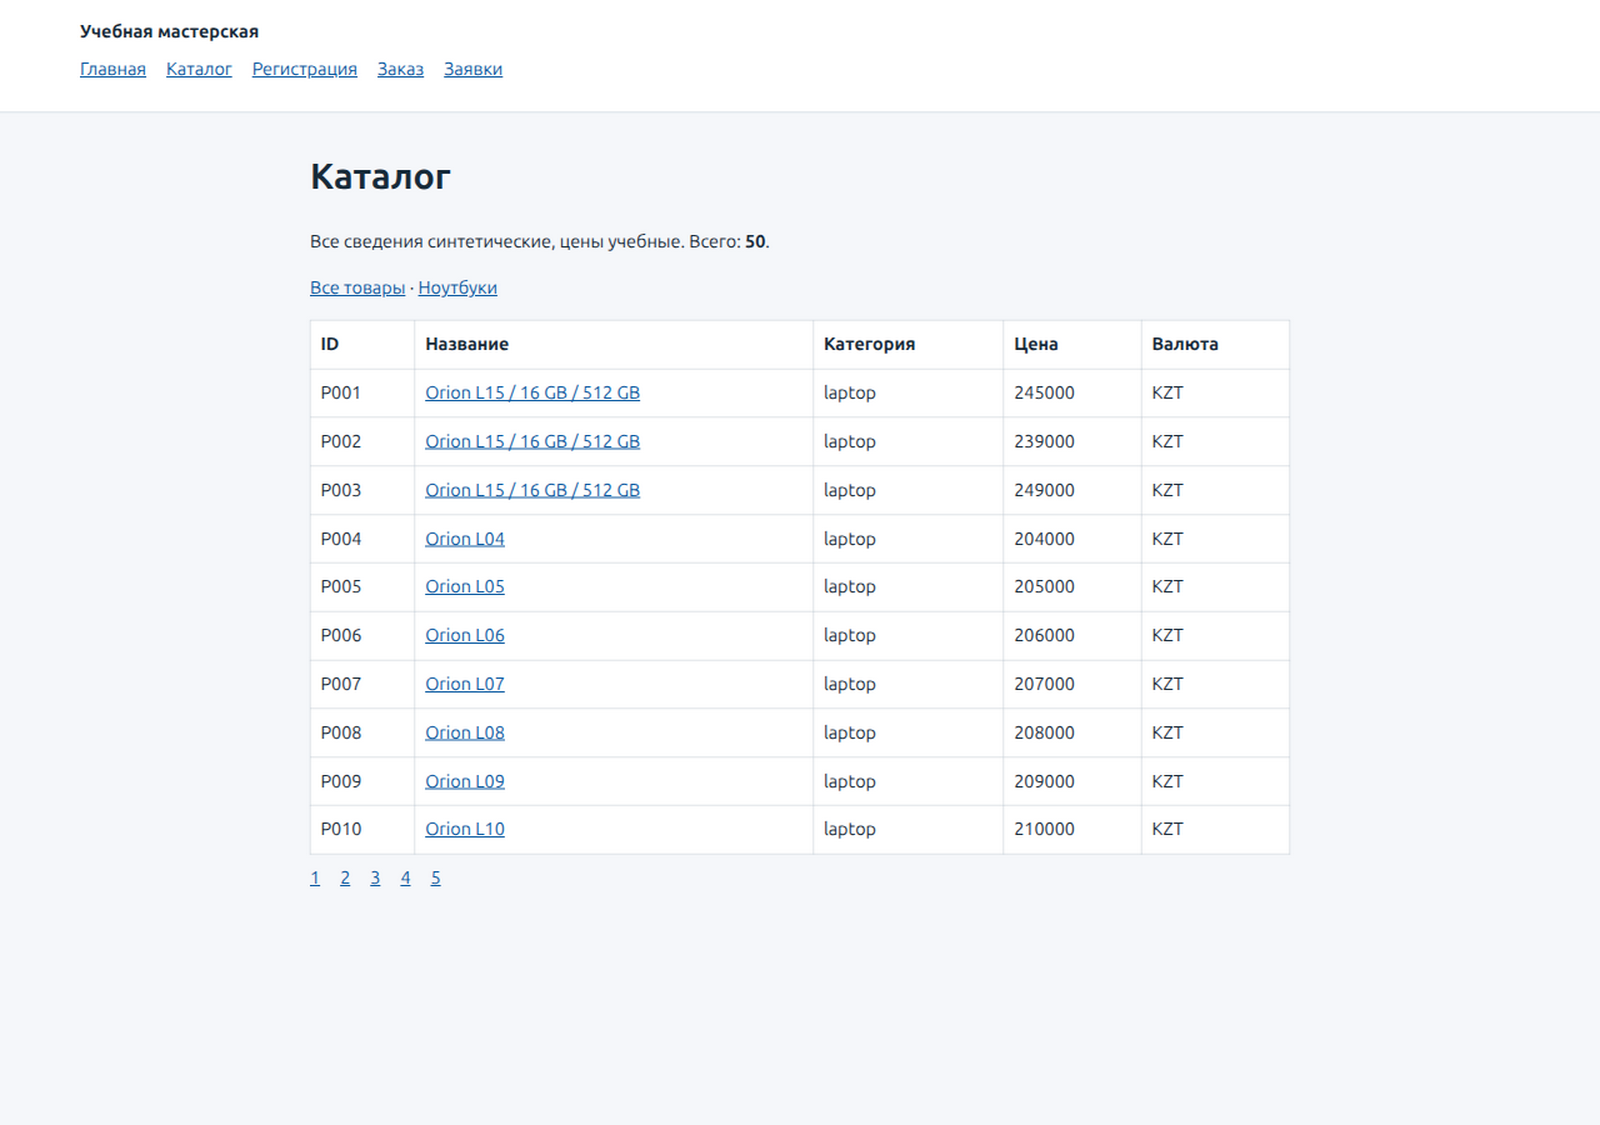 Учебная мастерская
Главная Каталог Регистрация Заказ Заявки
Каталог
Все сведения синтетические, цены учебные. Всего: 50.
Все товары · Ноутбуки
ID Название Категория Цена Валюта
P001 Orion L15 / 16 GB / 512 GB laptop 245000 KZT
P002 Orion L15 / 16 GB / 512 GB laptop 239000 KZT
P003 Orion L15 / 16 GB / 512 GB laptop 249000 KZT
P004 Orion L04 laptop 204000 KZT
P005 Orion L05 laptop 205000 KZT
P006 Orion L06 laptop 206000 KZT
P007 Orion L07 laptop 207000 KZT
P008 Orion L08 laptop 208000 KZT
P009 Orion L09 laptop 209000 KZT
P010 Orion L10 laptop 210000 KZT
1 2 3 4 5